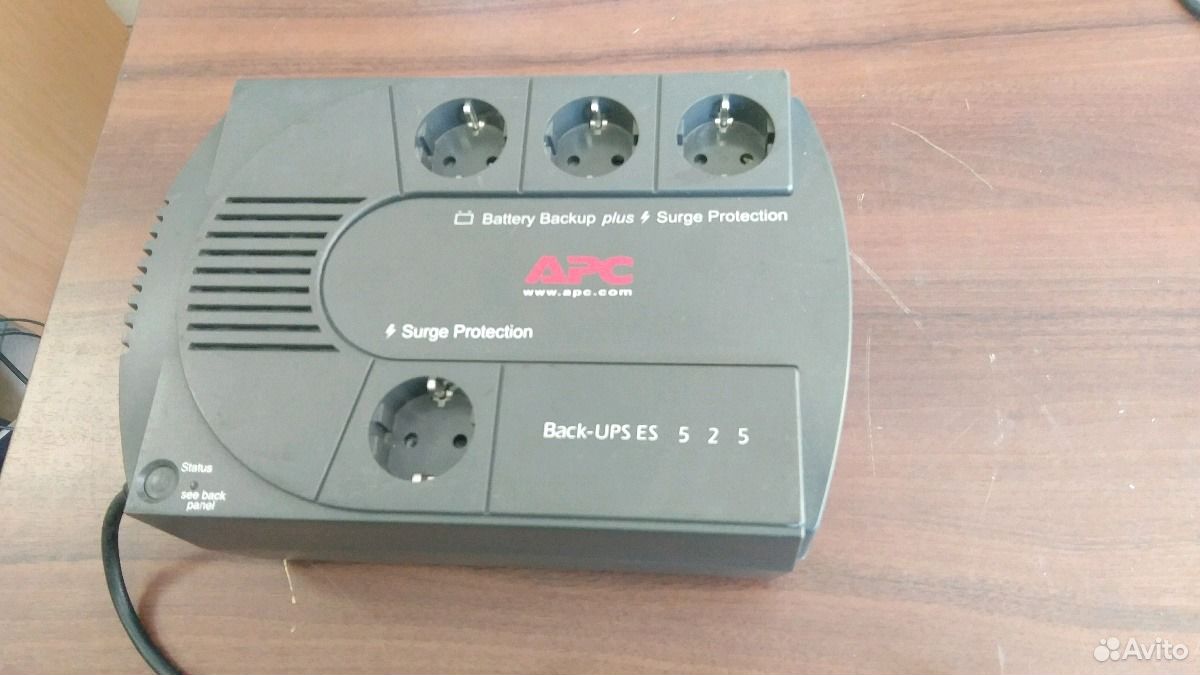 Battery Backup plus Surge Protection
APC
www.apc.com
Surge Protection
Back-UPS ES 5 2 5
Status
see back
panel
Avito